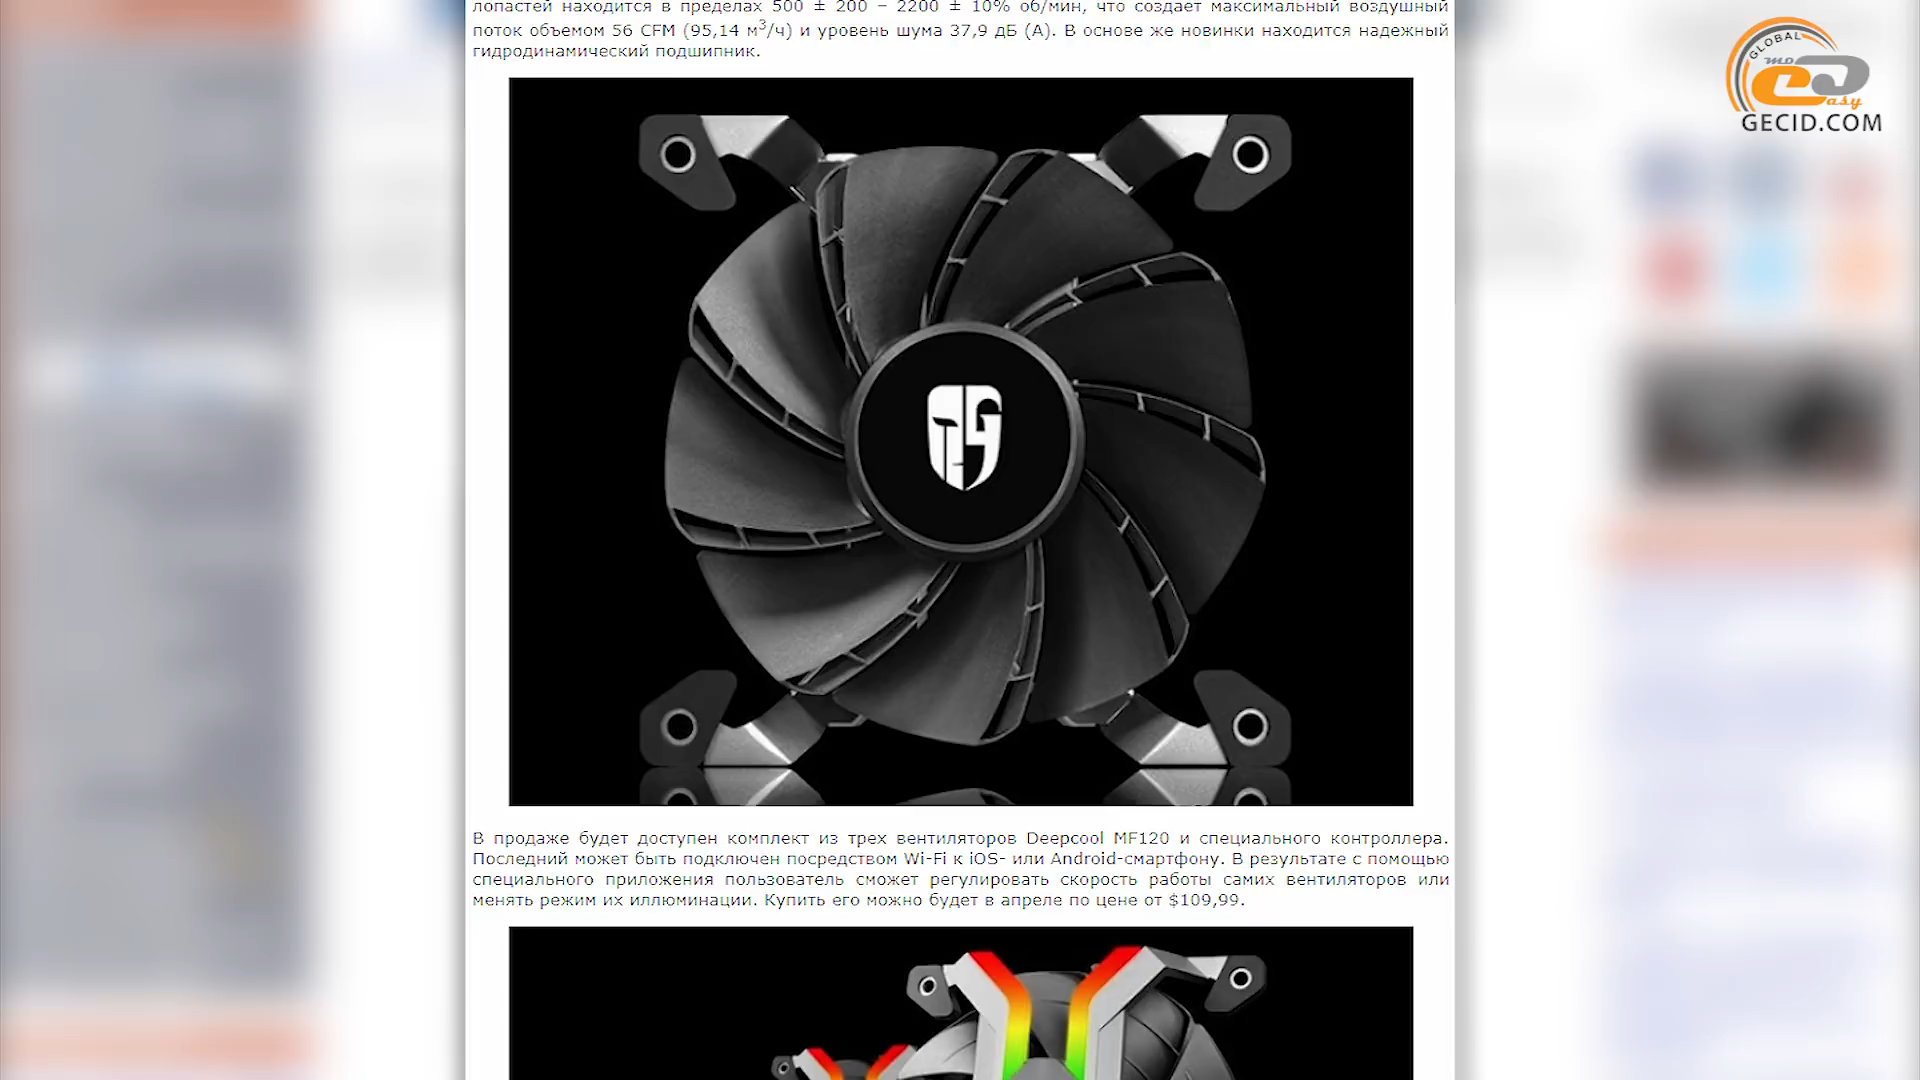 лопастей находится в пределах 500 ± 200 – 2200 ± 10% об/мин, что создает максимальный воздушный
поток объемом 56 CFM (95,14 м³/ч) и уровень шума 37,9 дБ (А). В основе же новинки находится надежный
гидродинамический подшипник.
GLOBAL
easy
GECID.COM
В продаже будет доступен комплект из трех вентиляторов Deepcool MF120 и специального контроллера.
Последний может быть подключен посредством Wi-Fi к iOS- или Android-смартфону. В результате с помощью
специального приложения пользователь сможет регулировать скорость работы самих вентиляторов или
менять режим их иллюминации. Купить его можно будет в апреле по цене от $109,99.